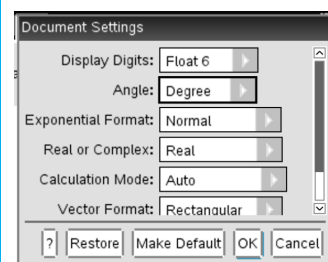 Document Settings
Display Digits: Float 6
Angle: Degree
Exponential Format: Normal
Real or Complex: Real
Calculation Mode: Auto
Vector Format: Rectangular
? Restore Make Default OK Cancel